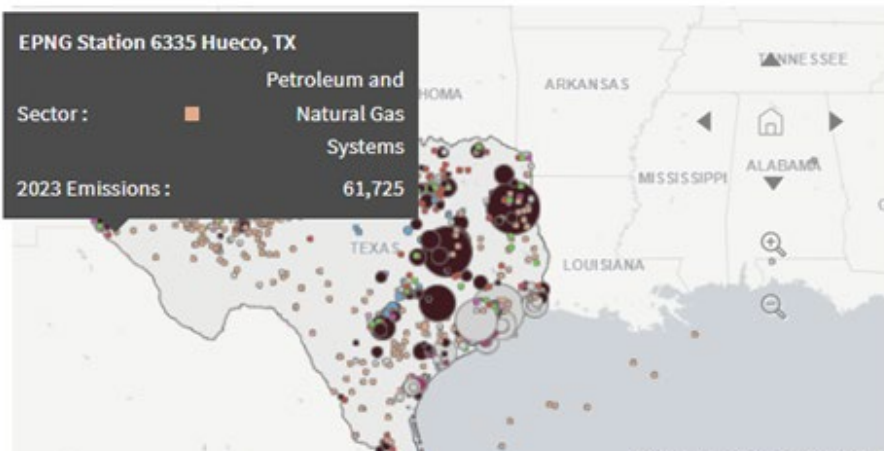 EPNG Station 6335 Hueco, TX
Petroleum and
Sector : Natural Gas
Systems
2023 Emissions : 61,725
HOMA
ARKANSAS
TENNESSEE
MISSISSIPPI
ALABAMA
TEXAS
LOUISIANA